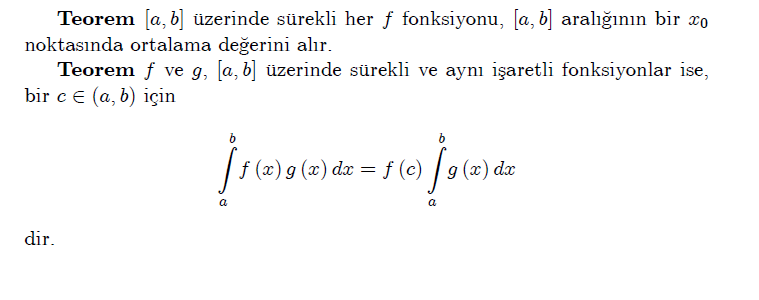 Teorem [a, b] üzerinde sürekli her f fonksiyonu, [a, b] aralığının bir x₀
noktasında ortalama değerini alır.
Teorem f ve g, [a, b] üzerinde sürekli ve aynı işaretli fonksiyonlar ise,
bir c ∈ (a, b) için
∫ₐᵇ f (x) g (x) dx = f (c) ∫ₐᵇ g (x) dx
dir.